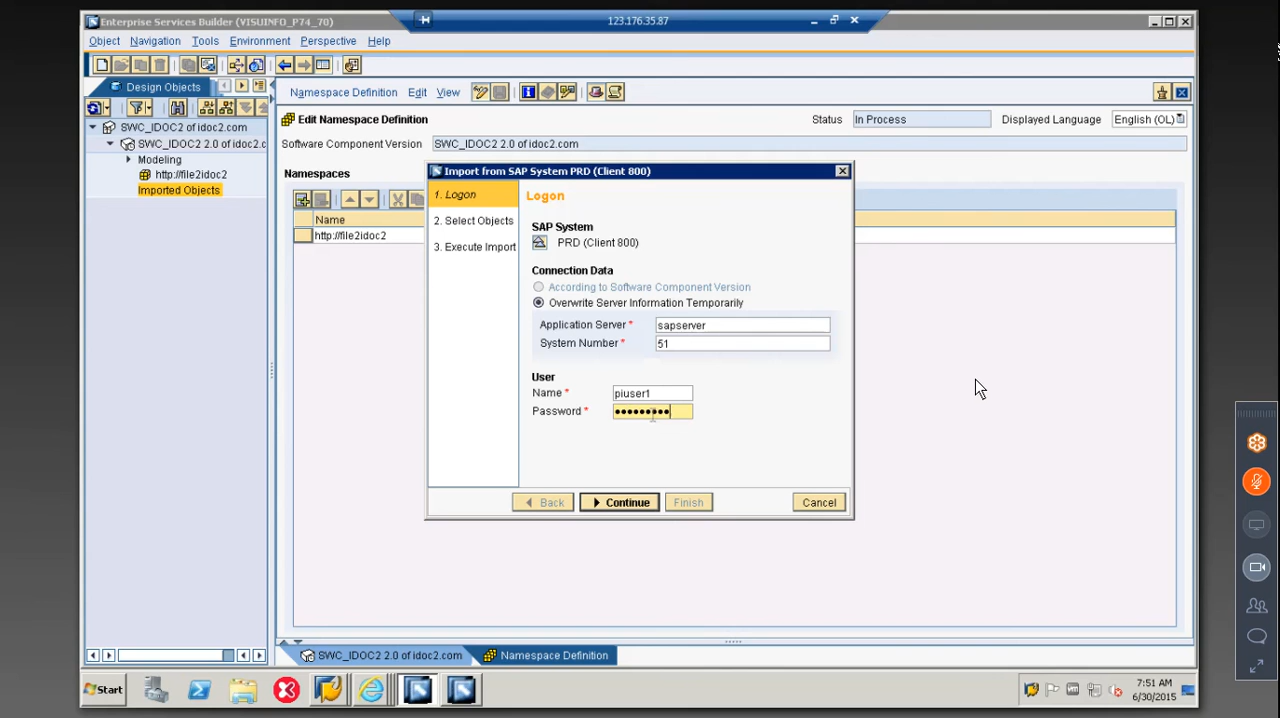 Enterprise Services Builder (VISUINFO_P74_70)
123.176.35.87
Object Navigation Tools Environment Perspective Help
Design Objects
Namespace Definition Edit View
SWC_IDOC2 of idoc2.com
SWC_IDOC2 2.0 of idoc2.c
Modeling
http://file2idoc2
Imported Objects
Edit Namespace Definition
Status In Process Displayed Language English (OL)
Software Component Version SWC_IDOC2 2.0 of idoc2.com
Namespaces
Name
http://file2idoc2
Import from SAP System PRD (Client 800)
1. Logon
2. Select Objects
3. Execute Import
Logon
SAP System
PRD (Client 800)
Connection Data
According to Software Component Version
Overwrite Server Information Temporarily
Application Server * sapserver
System Number * 51
User
Name * piuser1
Password * •••••••••
Back Continue Finish Cancel
SWC_IDOC2 2.0 of idoc2.com Namespace Definition
Start
7:51 AM
6/30/2015